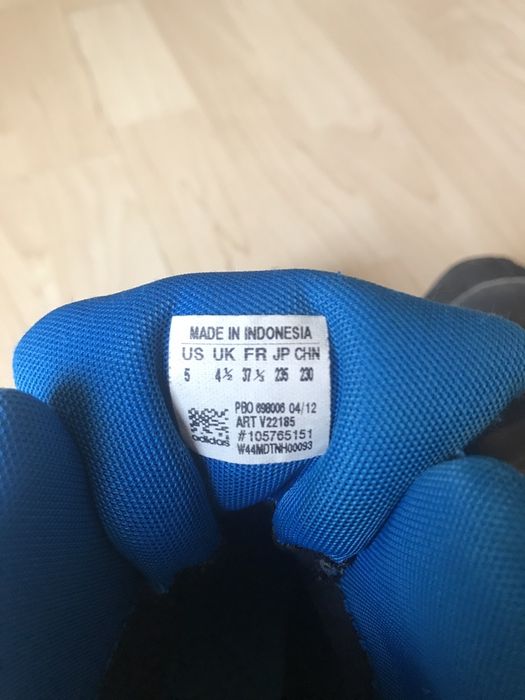 MADE IN INDONESIA
US UK FR JP CHN
5 4½ 37⅓ 235 230
PBO 698006 04/12
ART V22185
#105765151
adidas W44MDTNH00093